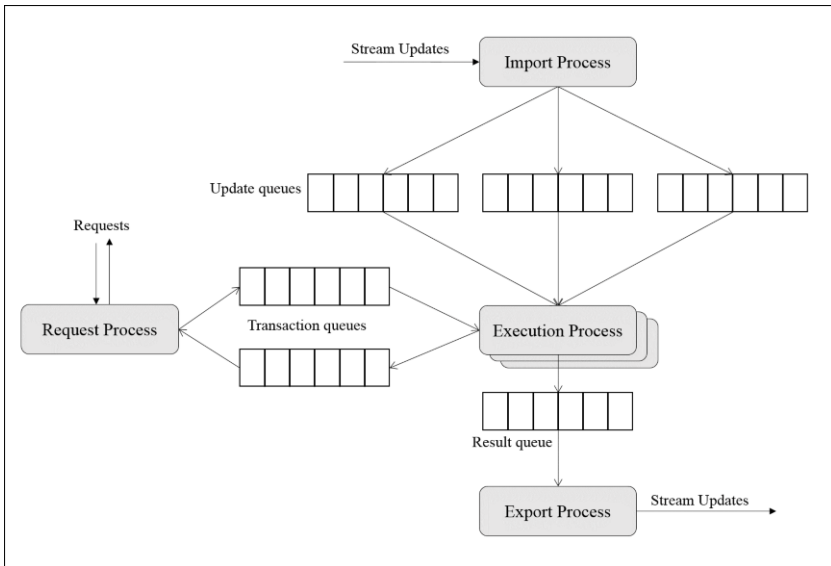 Stream Updates
Import Process
Update queues
Requests
Request Process
Transaction queues
Execution Process
Result queue
Export Process
Stream Updates